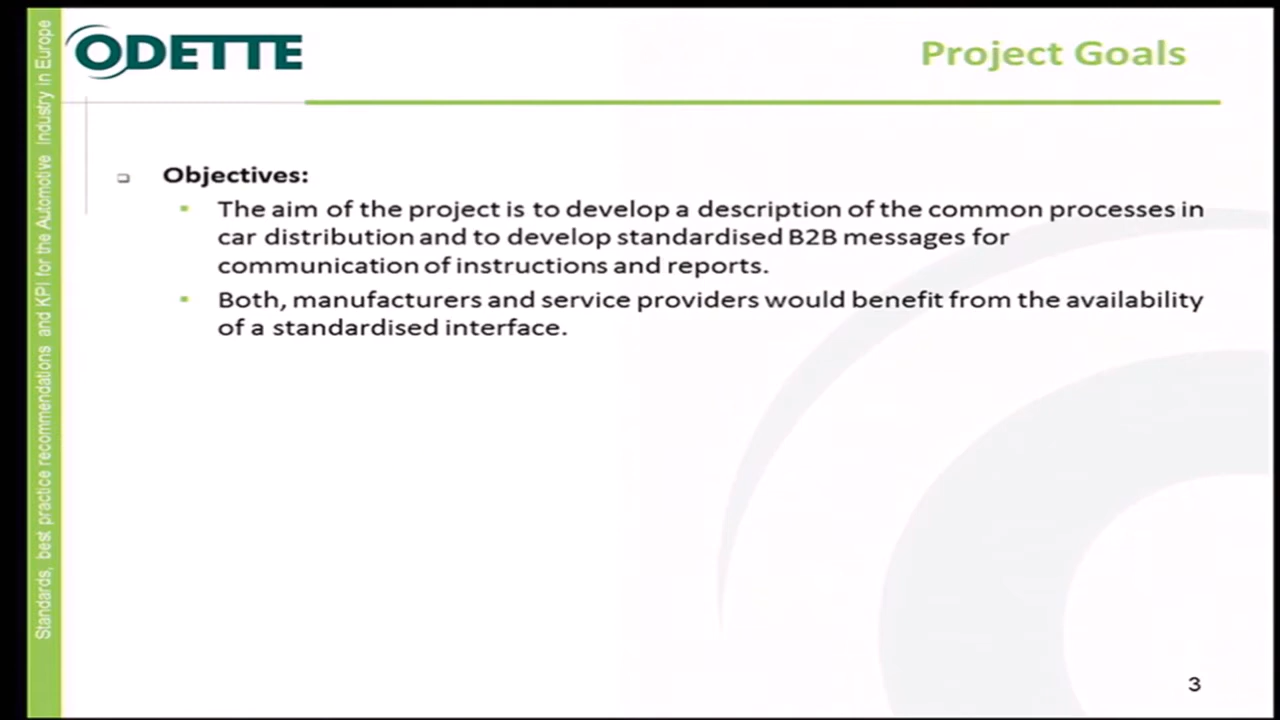 ODETTE
Project Goals
Objectives:
The aim of the project is to develop a description of the common processes in
car distribution and to develop standardised B2B messages for
communication of instructions and reports.
Both, manufacturers and service providers would benefit from the availability
of a standardised interface.
Standards, best practice recommendations and KPI for the Automotive Industry in Europe
3